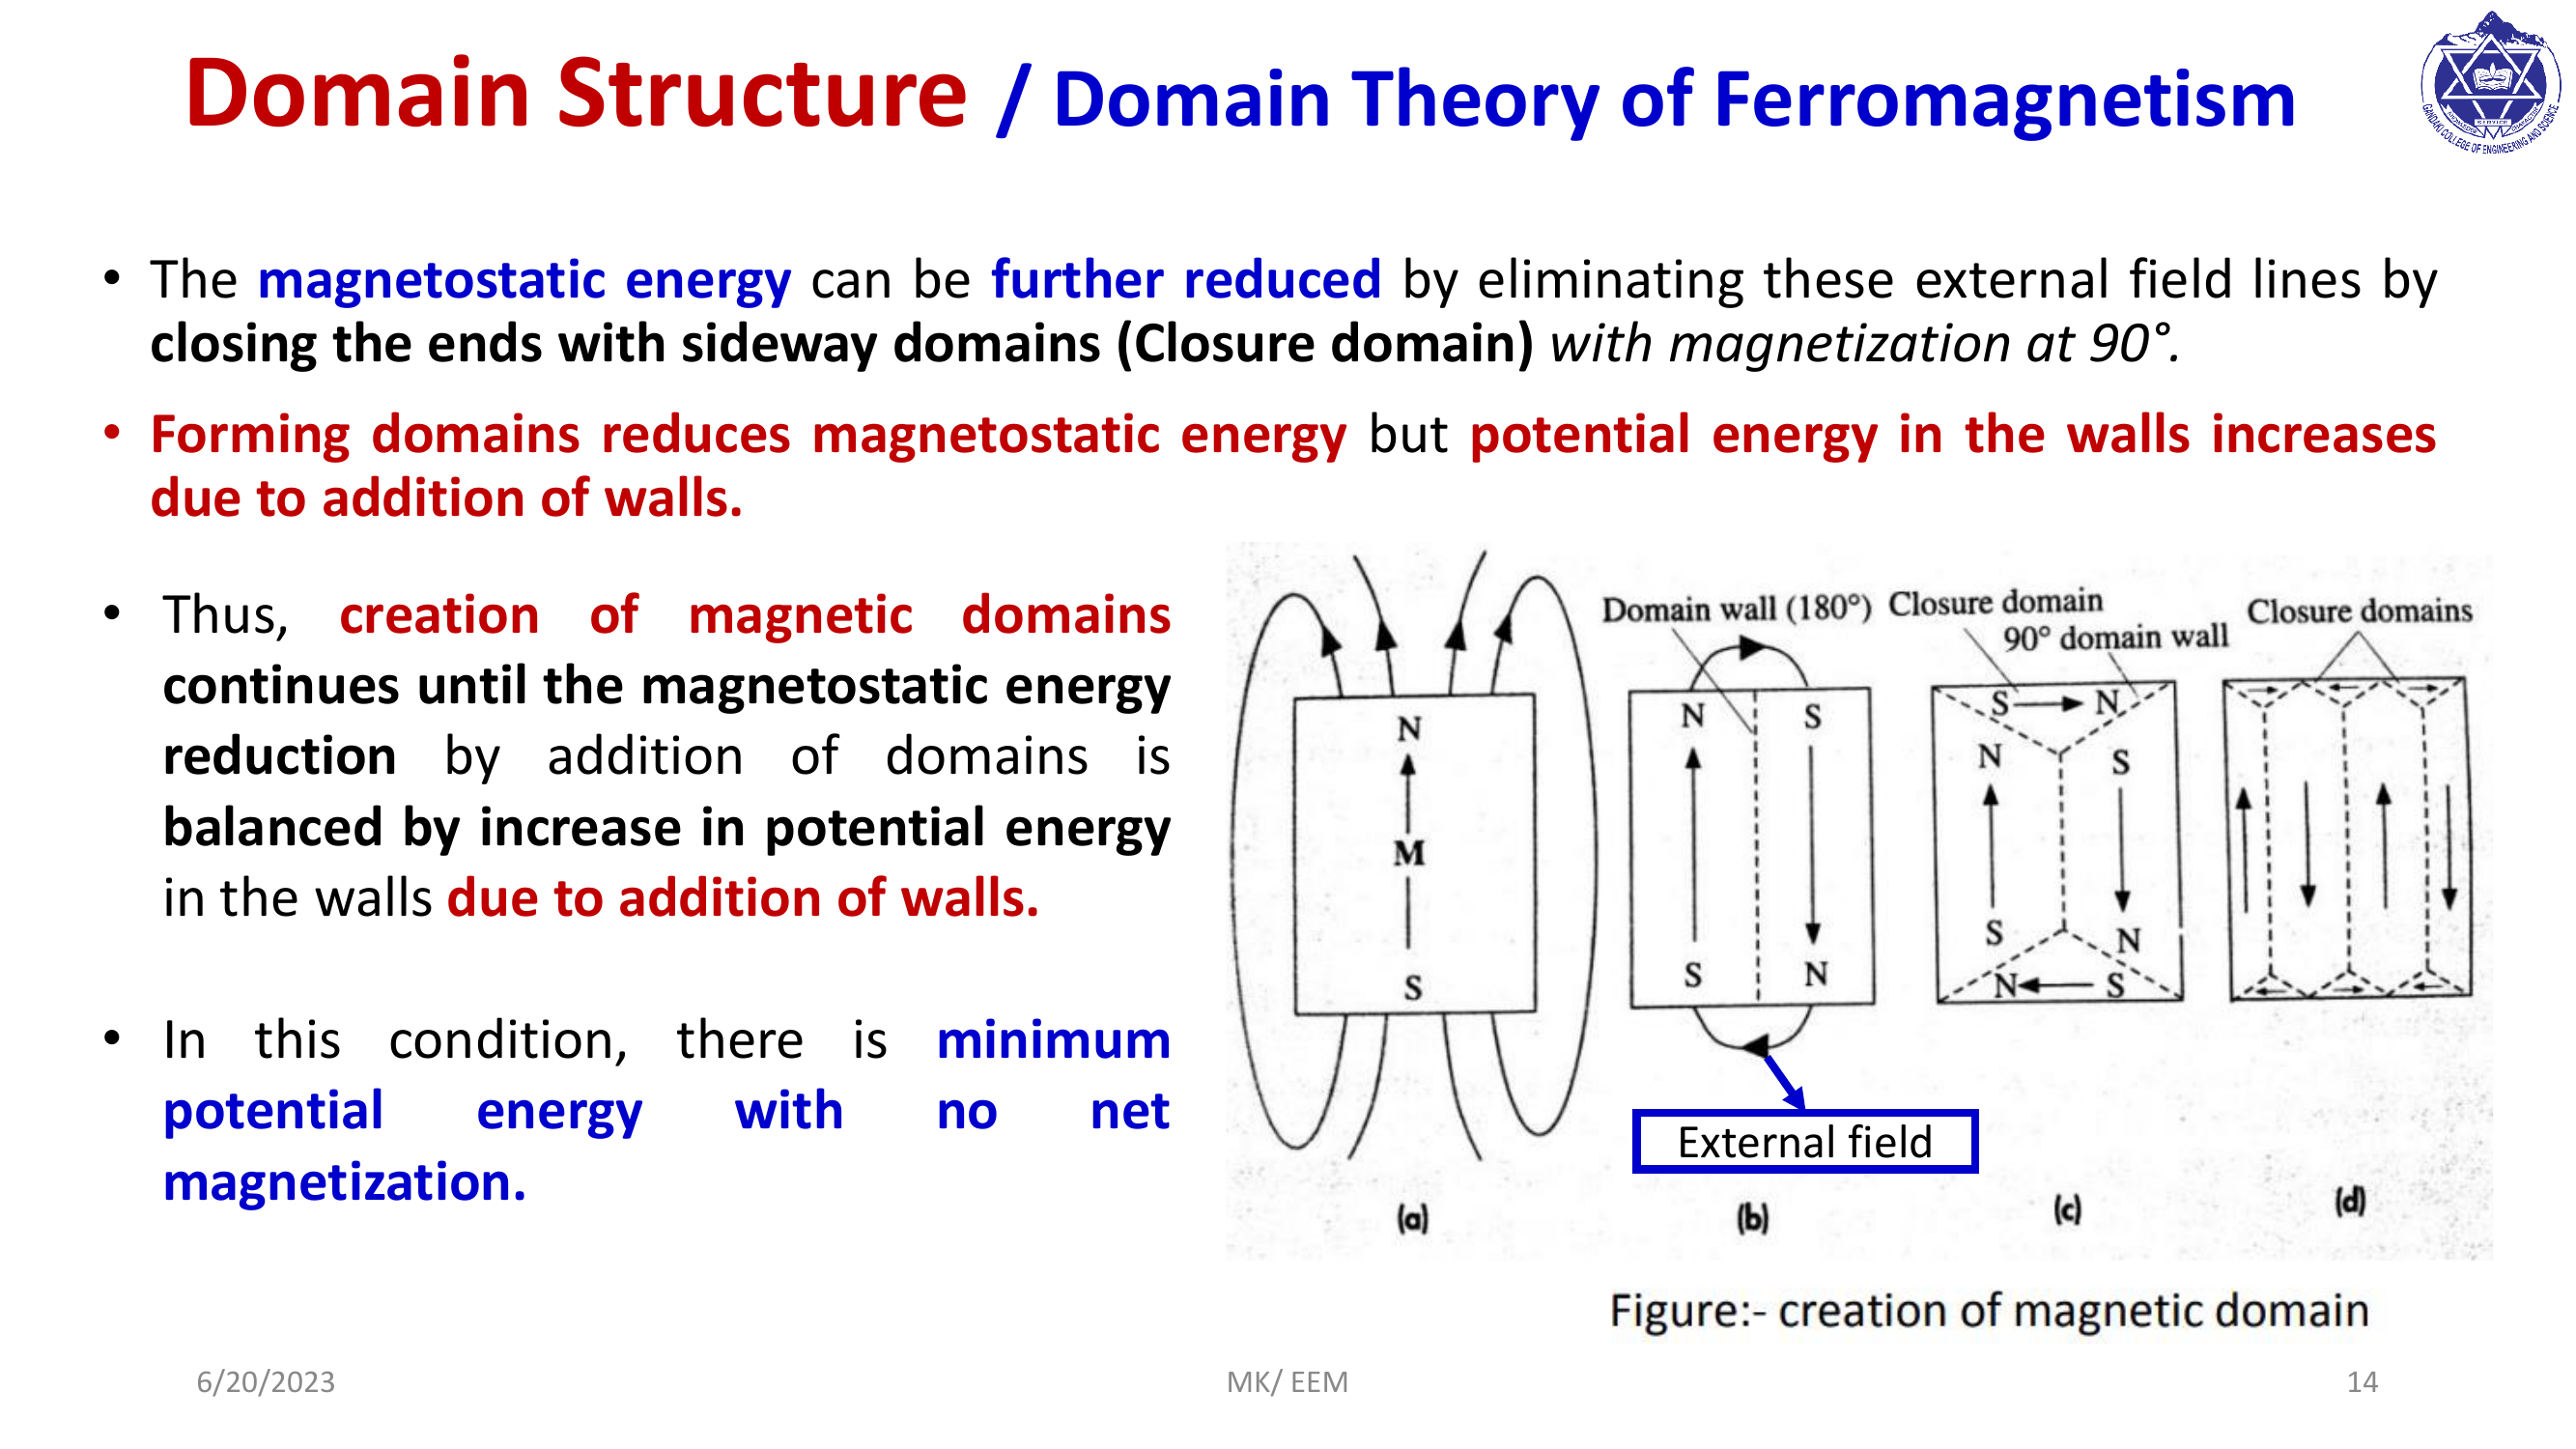 Domain Structure / Domain Theory of Ferromagnetism
GANDAKI COLLEGE OF ENGINEERING AND SCIENCE
• The magnetostatic energy can be further reduced by eliminating these external field lines by
closing the ends with sideway domains (Closure domain) with magnetization at 90°.
• Forming domains reduces magnetostatic energy but potential energy in the walls increases
due to addition of walls.
• Thus, creation of magnetic domains
continues until the magnetostatic energy
reduction by addition of domains is
balanced by increase in potential energy
in the walls due to addition of walls.
• In this condition, there is minimum
potential energy with no net
magnetization.
Domain wall (180°) Closure domain
90° domain wall
Closure domains
N
M
S
N S
S N
S N
N S
S N
N S
External field
(a) (b) (c) (d)
Figure:- creation of magnetic domain
6/20/2023 MK/ EEM 14